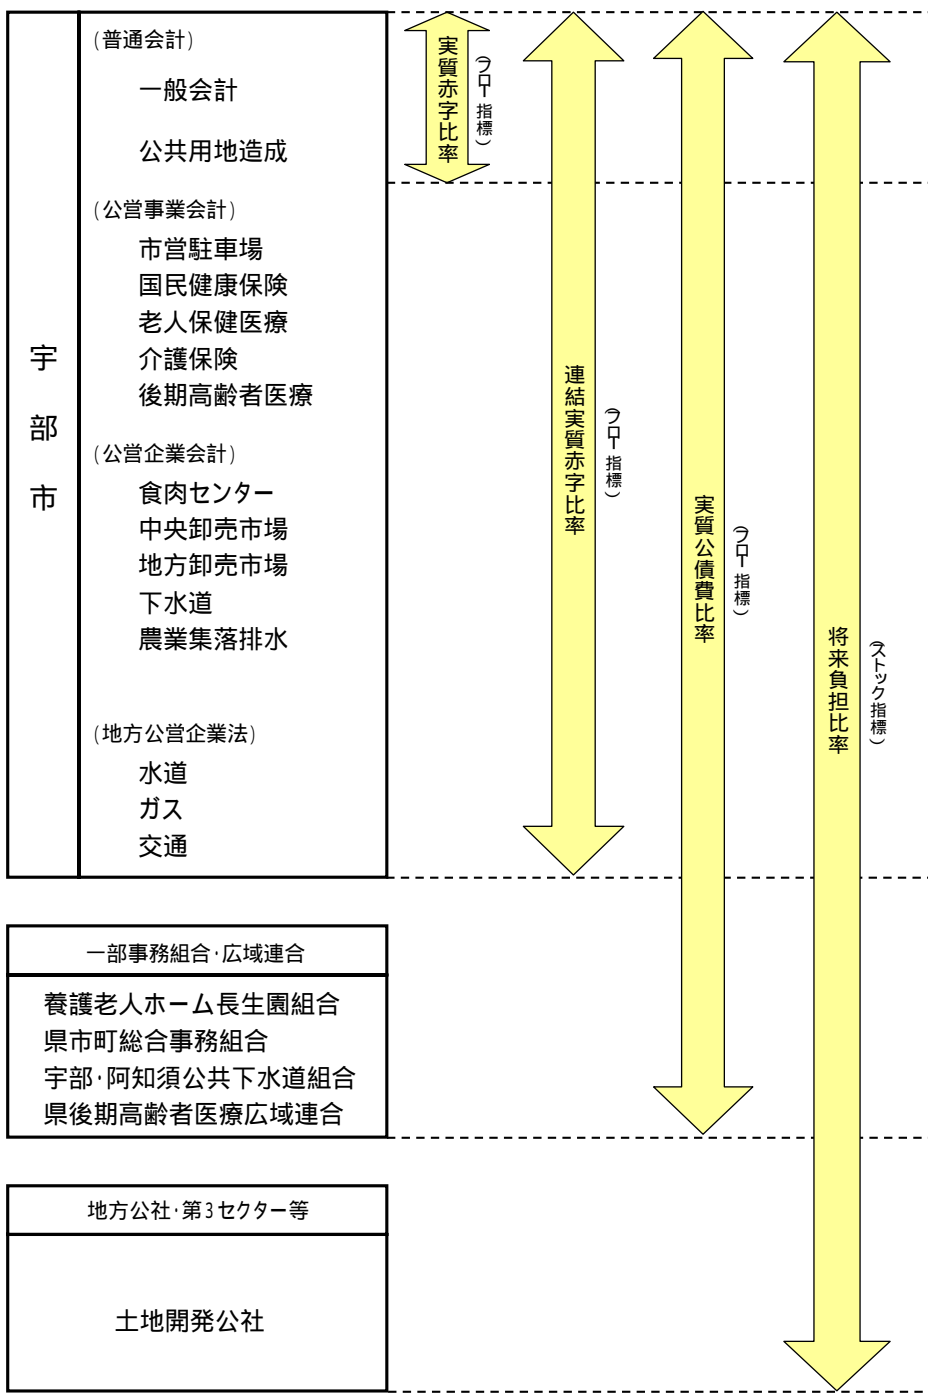 宇部市
(普通会計)
一般会計
公共用地造成
(公営事業会計)
市営駐車場
国民健康保険
老人保健医療
介護保険
後期高齢者医療
(公営企業会計)
食肉センター
中央卸売市場
地方卸売市場
下水道
農業集落排水
(地方公営企業法)
水道
ガス
交通
実質赤字比率
(フロー指標)
連結実質赤字比率
(フロー指標)
実質公債費比率
(フロー指標)
将来負担比率
(ストック指標)
一部事務組合・広域連合
養護老人ホーム長生園組合
県市町総合事務組合
宇部・阿知須公共下水道組合
県後期高齢者医療広域連合
地方公社・第3セクター等
土地開発公社